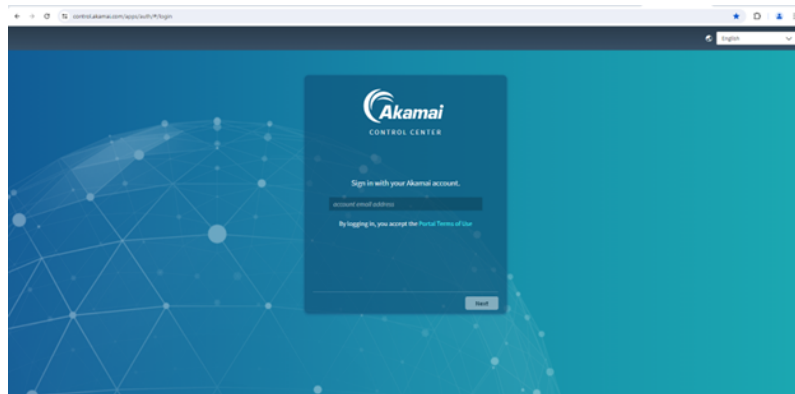 control.akamai.com/apps/auth/#/login
English
Akamai
CONTROL CENTER
Sign in with your Akamai account.
account email address
By logging in, you accept the Portal Terms of Use
Next